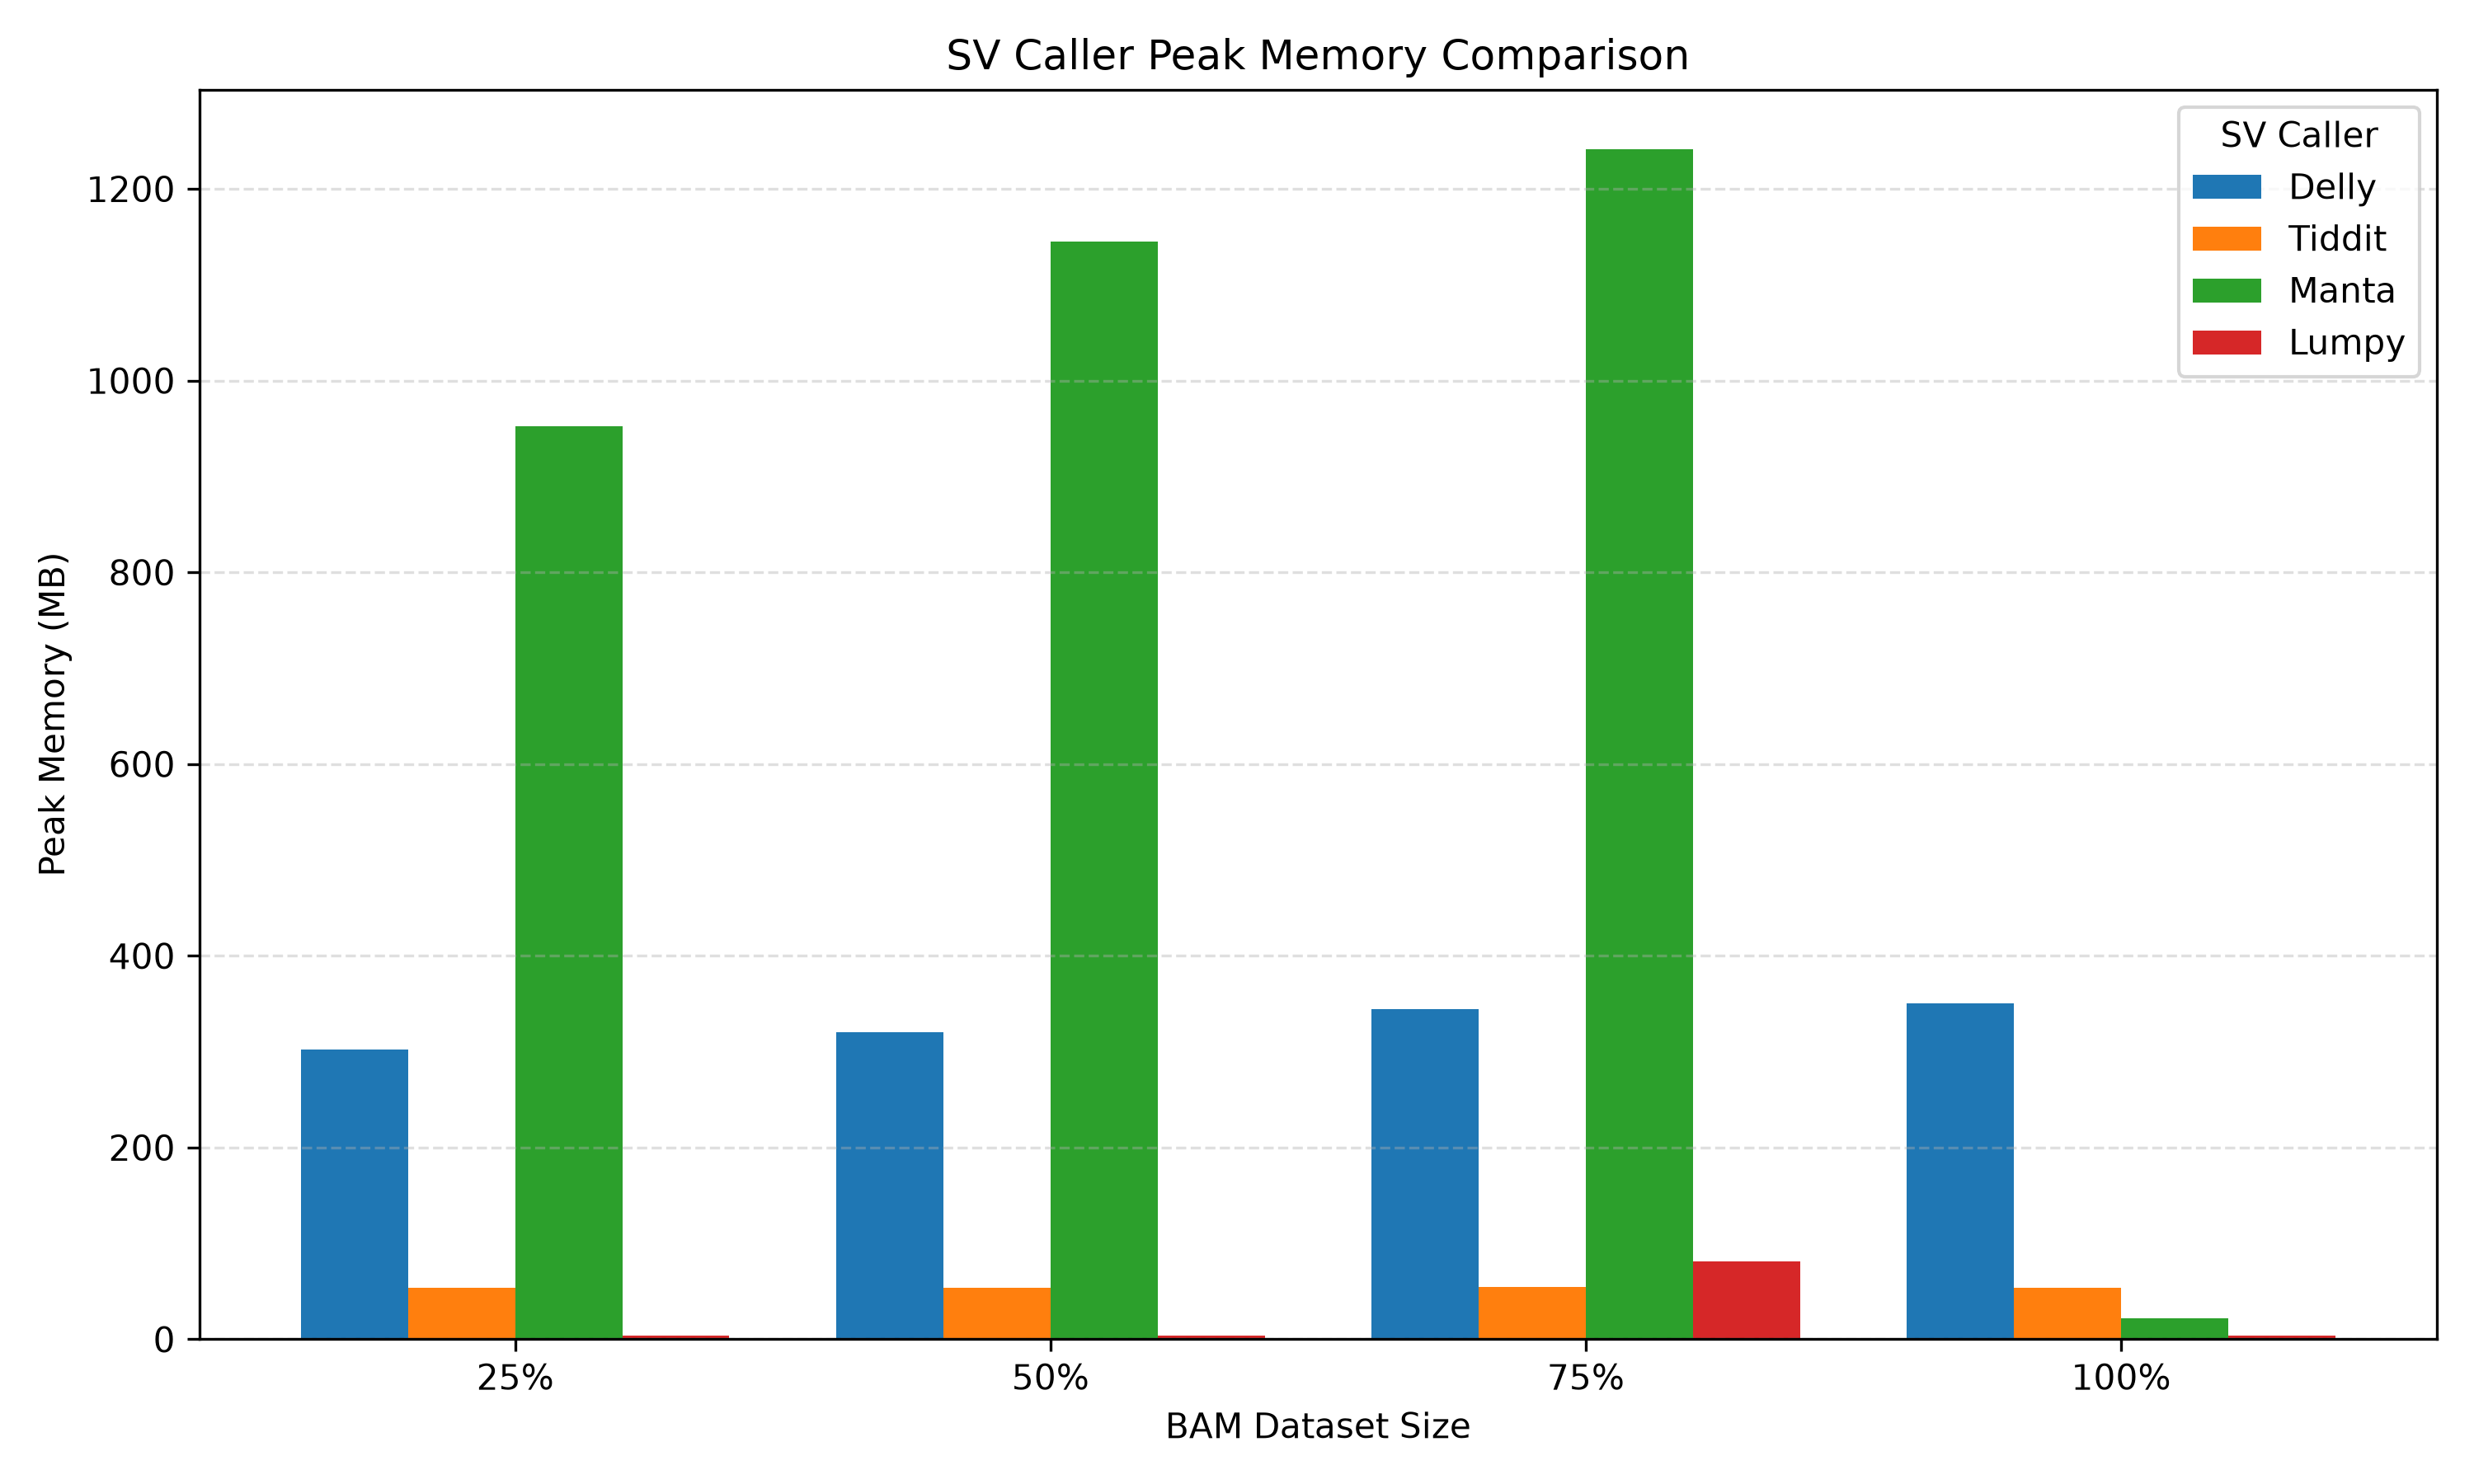 SV Caller Peak Memory Comparison
SV Caller
Delly
Tiddit
Manta
Lumpy
Peak Memory (MB)
1200
1000
800
600
400
200
0
25%
50%
75%
100%
BAM Dataset Size